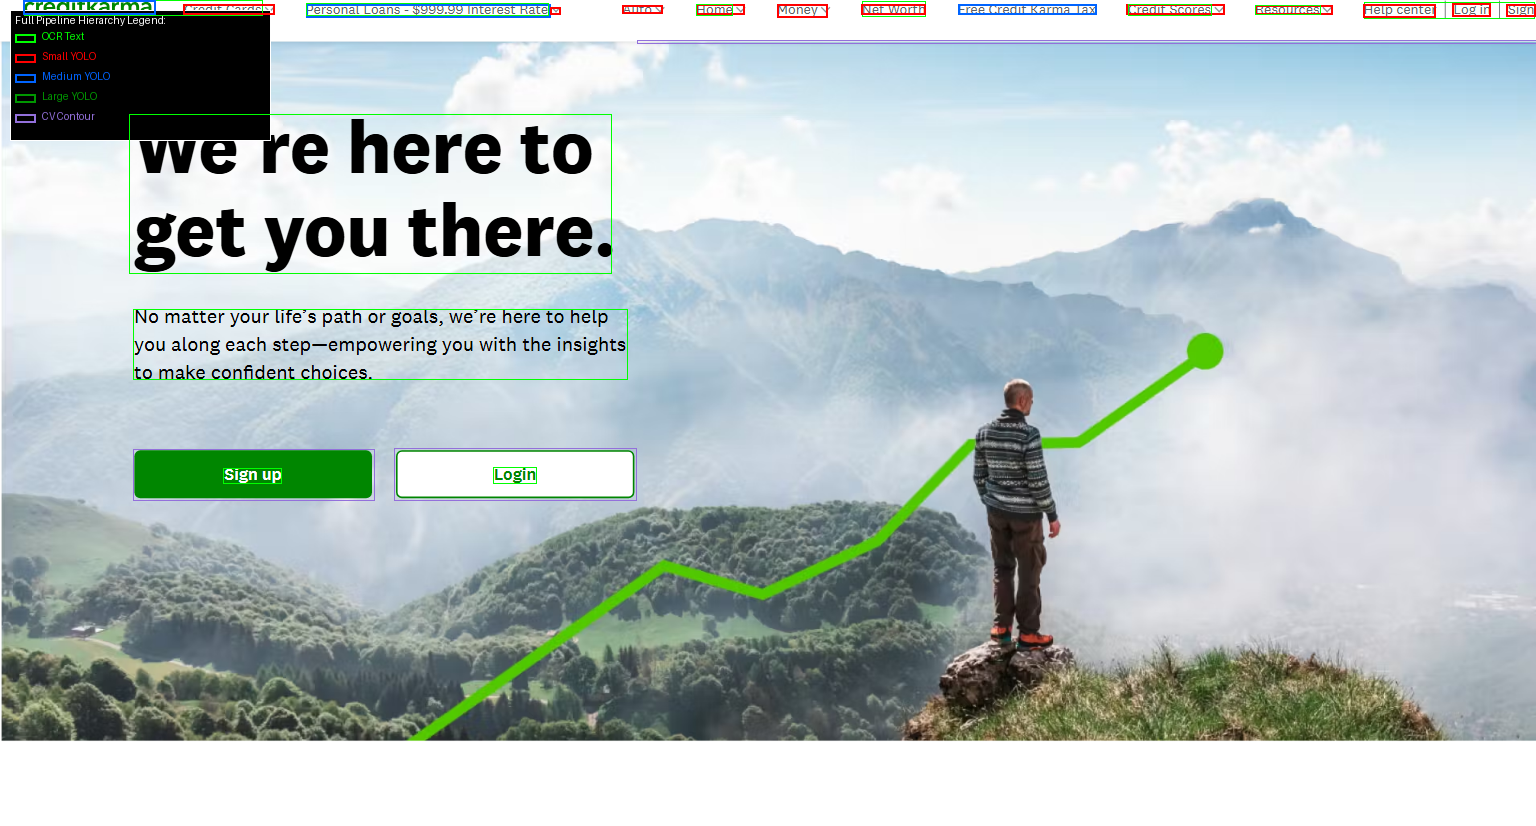 creditkarma
Credit Cards
Personal Loans - $999.99 Interest Rate
Auto
Home
Money
Net Worth
Free Credit Karma Tax
Credit Scores
Resources
Help center
Log in
Sign
Full Pipeline Hierarchy Legend:
OCR Text
Small YOLO
Medium YOLO
Large YOLO
CV Contour
We're here to
get you there.
No matter your life's path or goals, we're here to help
you along each step—empowering you with the insights
to make confident choices.
Sign up
Login